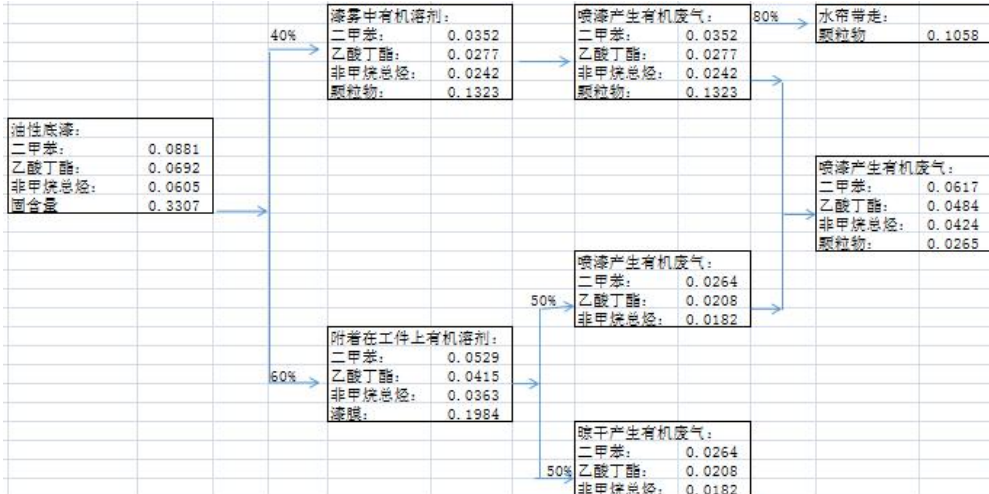 40%
漆雾中有机溶剂：
二甲苯： 0.0352
乙酸丁酯： 0.0277
非甲烷总烃： 0.0242
颗粒物： 0.1323
喷漆产生有机废气：
二甲苯： 0.0352
乙酸丁酯： 0.0277
非甲烷总烃： 0.0242
颗粒物： 0.1323
80%
水帘带走：
颗粒物 0.1058
油性底漆：
二甲苯： 0.0881
乙酸丁酯： 0.0692
非甲烷总烃： 0.0605
固含量 0.3307
喷漆产生有机废气：
二甲苯： 0.0617
乙酸丁酯： 0.0484
非甲烷总烃： 0.0424
颗粒物： 0.0265
60%
附着在工件上有机溶剂：
二甲苯： 0.0529
乙酸丁酯： 0.0415
非甲烷总烃： 0.0363
漆膜： 0.1984
50%
喷漆产生有机废气：
二甲苯： 0.0264
乙酸丁酯： 0.0208
非甲烷总烃： 0.0182
50%
晾干产生有机废气：
二甲苯： 0.0264
乙酸丁酯： 0.0208
非甲烷总烃： 0.0182